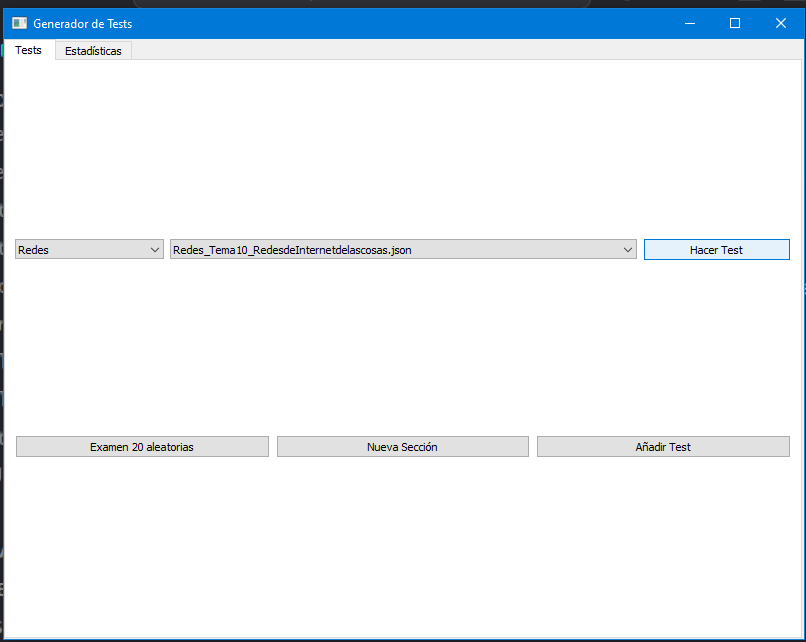 Generador de Tests
Tests
Estadísticas
Redes
Redes_Tema10_RedesdeInternetdelascosas.json
Hacer Test
Examen 20 aleatorias
Nueva Sección
Añadir Test